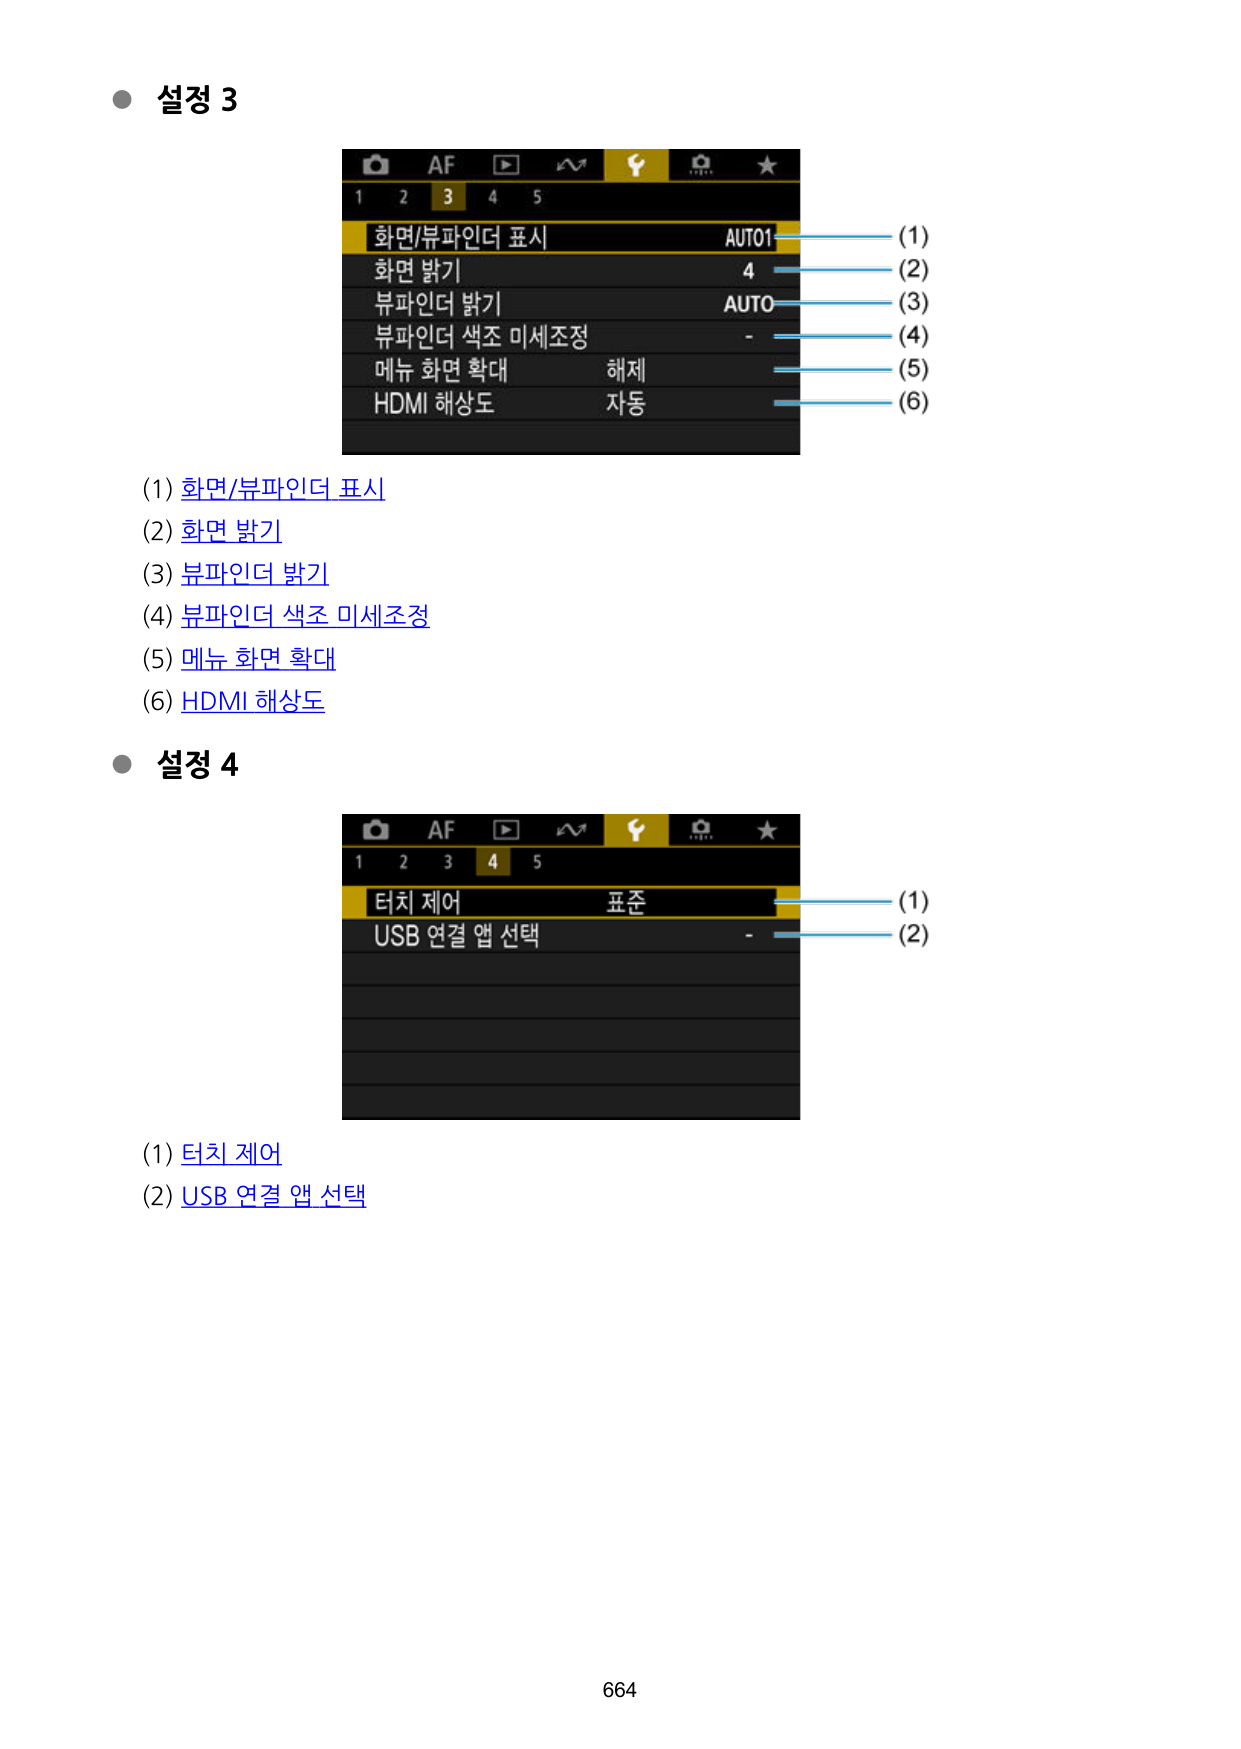 설정 3
AF
1 2 3 4 5
화면/뷰파인더 표시 AUTO1 (1)
화면 밝기 4 (2)
뷰파인더 밝기 AUTO (3)
뷰파인더 색조 미세조정 - (4)
메뉴 화면 확대 해제 (5)
HDMI 해상도 자동 (6)
(1) 화면/뷰파인더 표시
(2) 화면 밝기
(3) 뷰파인더 밝기
(4) 뷰파인더 색조 미세조정
(5) 메뉴 화면 확대
(6) HDMI 해상도
설정 4
AF
1 2 3 4 5
터치 제어 표준 (1)
USB 연결 앱 선택 - (2)
(1) 터치 제어
(2) USB 연결 앱 선택
664